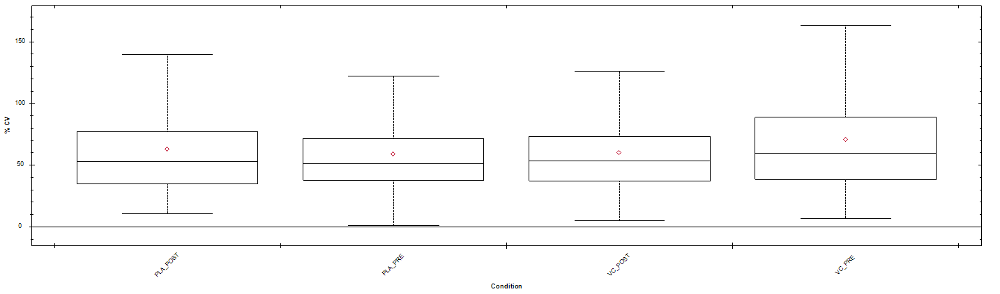 150
100
50
0
% CV
PLA_POST
PLA_PRE
VC_POST
VC_PRE
Condition